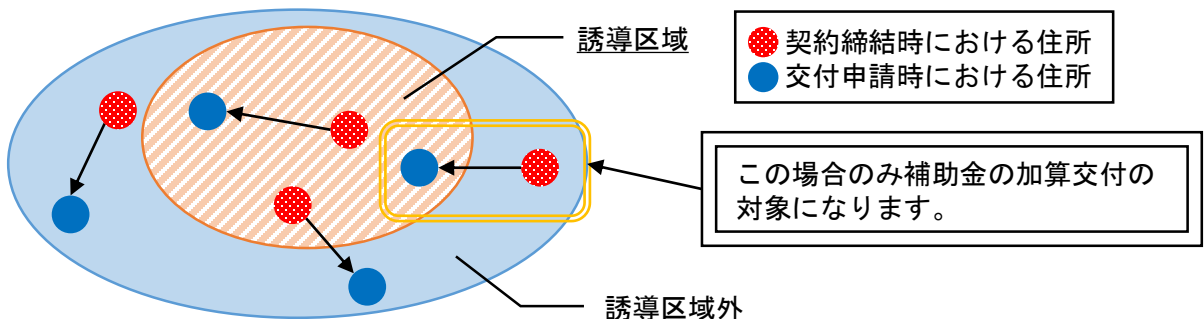 誘導区域
契約締結時における住所
交付申請時における住所
この場合のみ補助金の加算交付の
対象になります。
誘導区域外